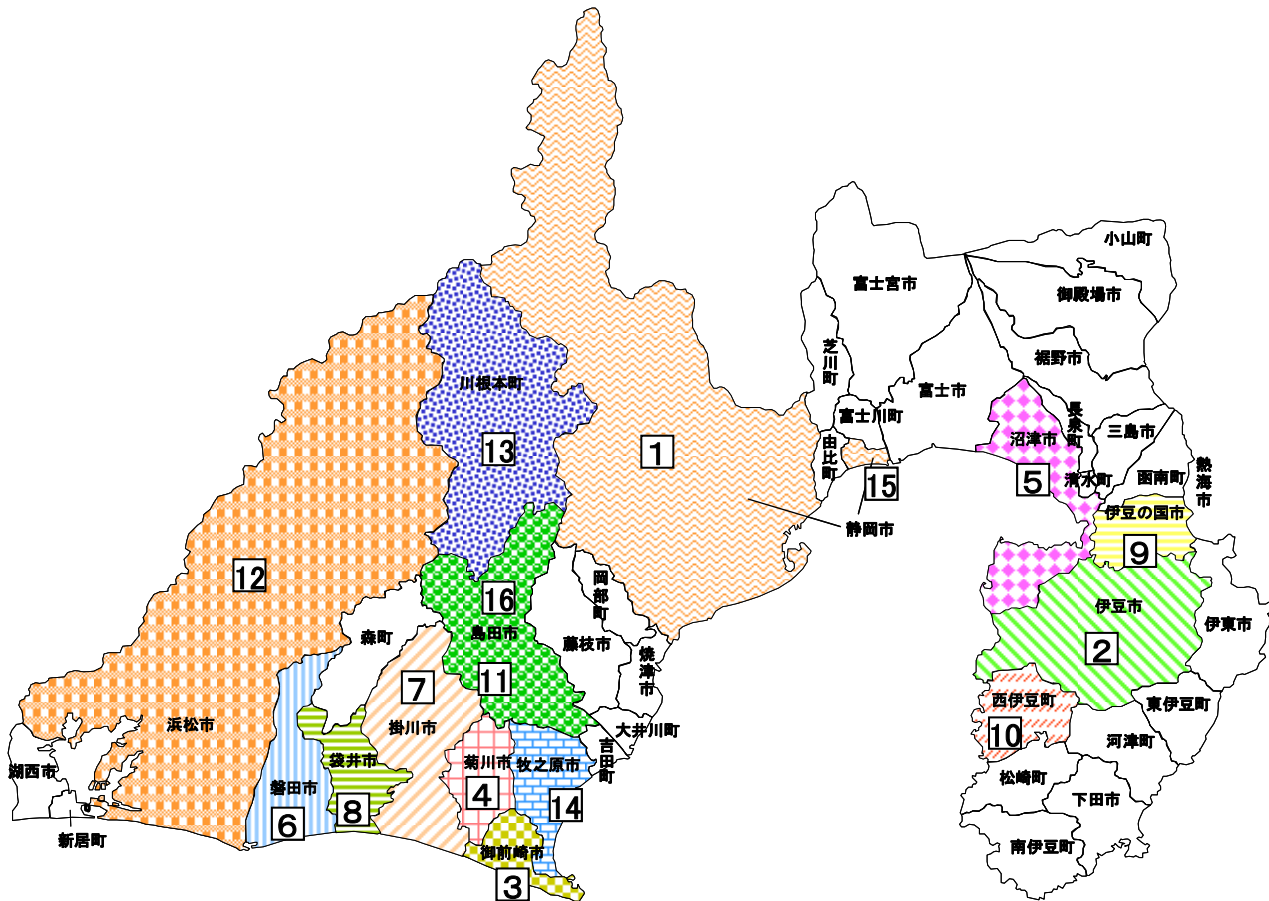 小山町
富士宮市
御殿場市
芝川町
裾野市
川根本町
富士市
富士川町
長泉町
沼津市
三島市
由比町
13
1
熱海市
5
15
清水町
函南町
伊豆の国市
静岡市
9
12
岡部町
16
伊豆市
島田市
森町
藤枝市
伊東市
2
焼津市
7
11
西伊豆町
東伊豆町
浜松市
掛川市
大井川町
10
河津町
吉田町
袋井市
菊川市
牧之原市
湖西市
磐田市
松崎町
4
下田市
14
8
6
新居町
御前崎市
南伊豆町
3